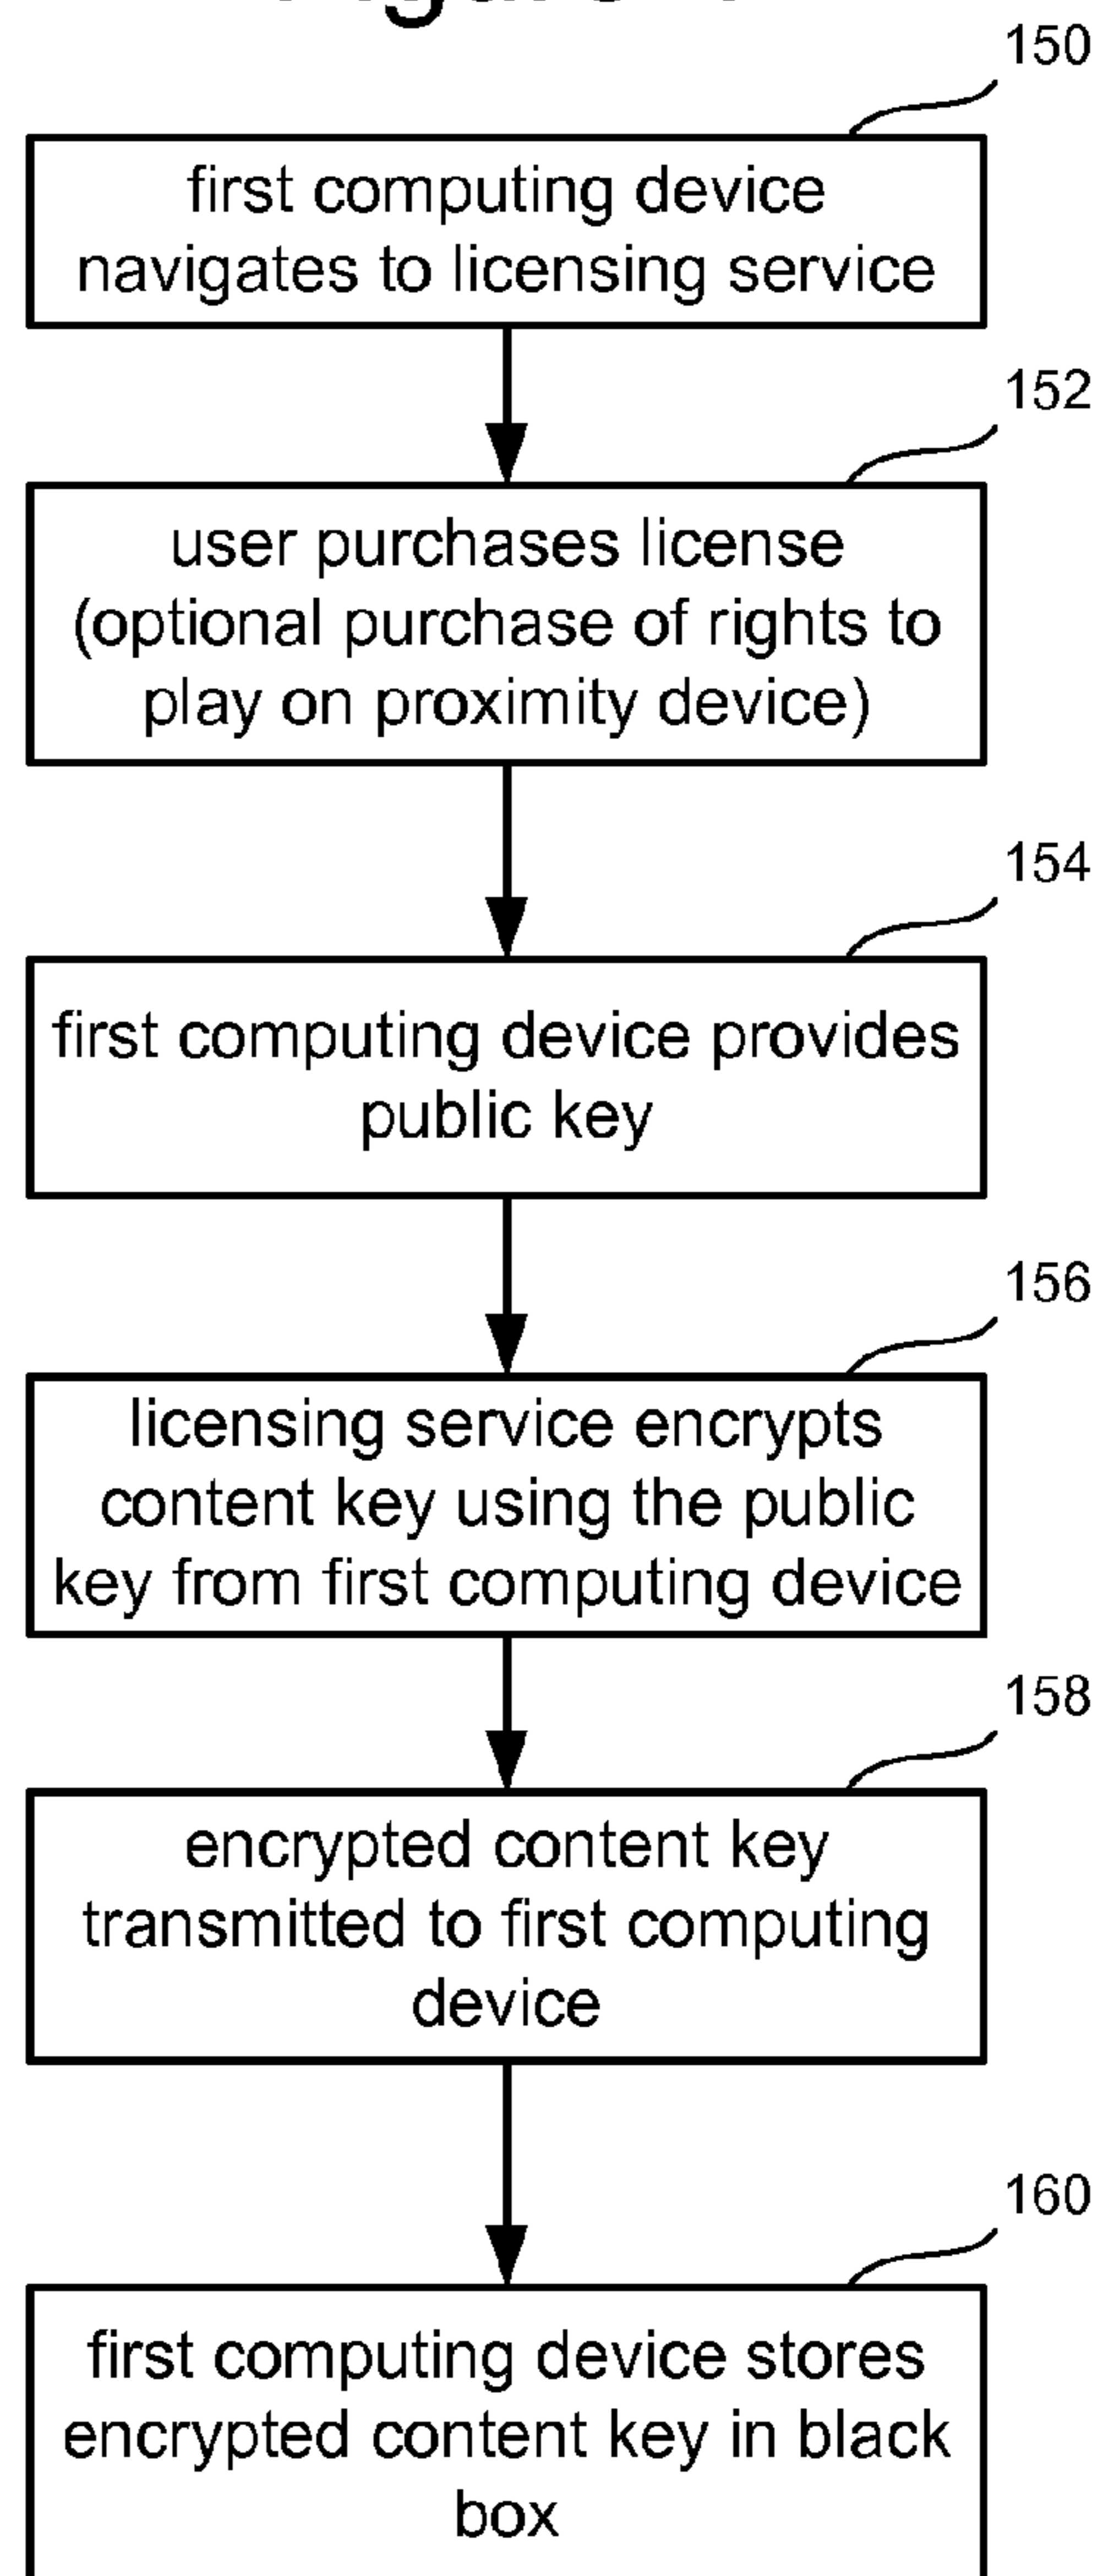 150
first computing device
navigates to licensing service
152
user purchases license
(optional purchase of rights to
play on proximity device)
154
first computing device provides
public key
156
licensing service encrypts
content key using the public
key from first computing device
158
encrypted content key
transmitted to first computing
device
160
first computing device stores
encrypted content key in black
box